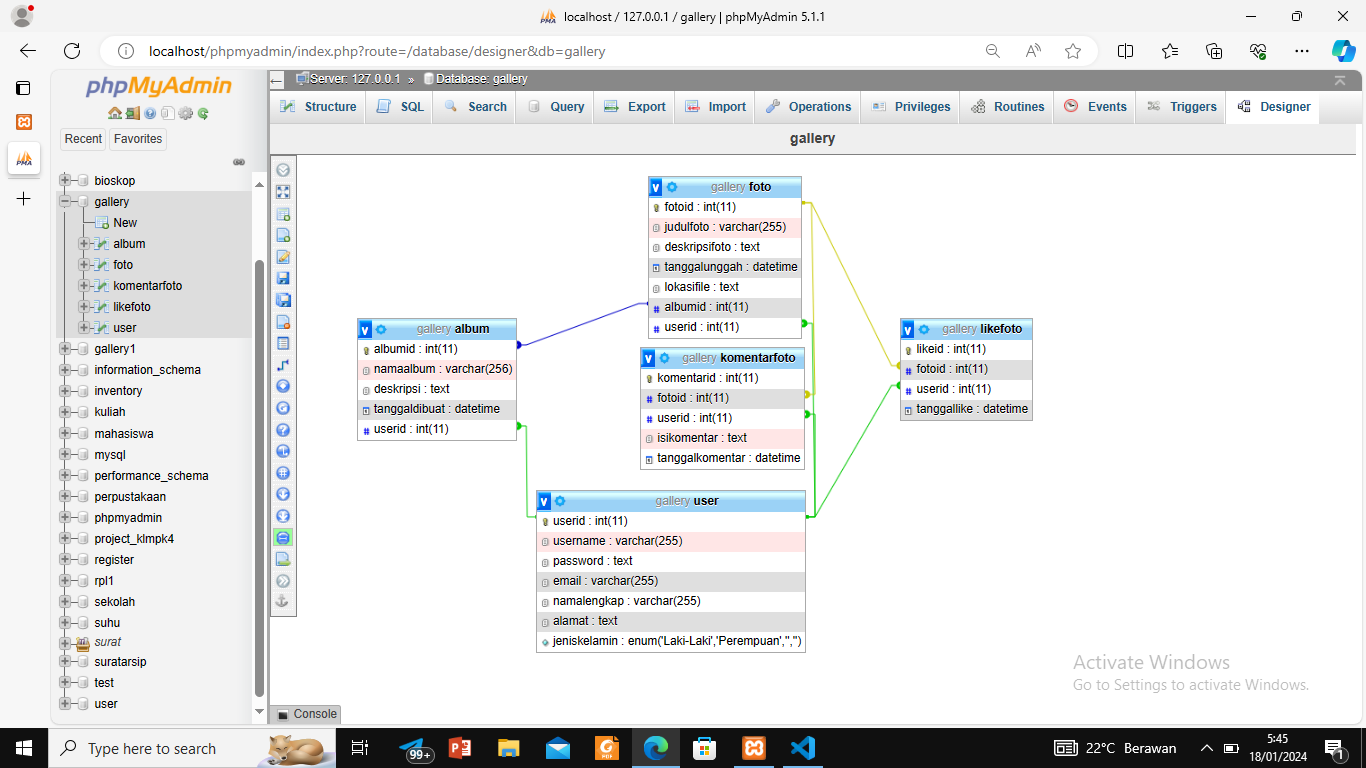 localhost / 127.0.0.1 / gallery | phpMyAdmin 5.1.1
localhost/phpmyadmin/index.php?route=/database/designer&db=gallery
phpMyAdmin
Recent Favorites
bioskop
gallery
New
album
foto
komentarfoto
likefoto
user
gallery1
information_schema
inventory
kuliah
mahasiswa
mysql
performance_schema
perpustakaan
phpmyadmin
project_klmpk4
register
rpl1
sekolah
suhu
surat
suratarsip
test
user
Server: 127.0.0.1 » Database: gallery
Structure SQL Search Query Export Import Operations Privileges Routines Events Triggers Designer
gallery
gallery foto
fotoid : int(11)
judulfoto : varchar(255)
deskripsifoto : text
tanggalunggah : datetime
lokasifile : text
albumid : int(11)
userid : int(11)
gallery album
albumid : int(11)
namaalbum : varchar(256)
deskripsi : text
tanggaldibuat : datetime
userid : int(11)
gallery komentarfoto
komentarid : int(11)
fotoid : int(11)
userid : int(11)
isikomentar : text
tanggalkomentar : datetime
gallery likefoto
likeid : int(11)
fotoid : int(11)
userid : int(11)
tanggallike : datetime
gallery user
userid : int(11)
username : varchar(255)
password : text
email : varchar(255)
namalengkap : varchar(255)
alamat : text
jeniskelamin : enum('Laki-Laki','Perempuan','','')
Activate Windows
Go to Settings to activate Windows.
Console
Type here to search
99+
22°C Berawan
5:45
18/01/2024
1